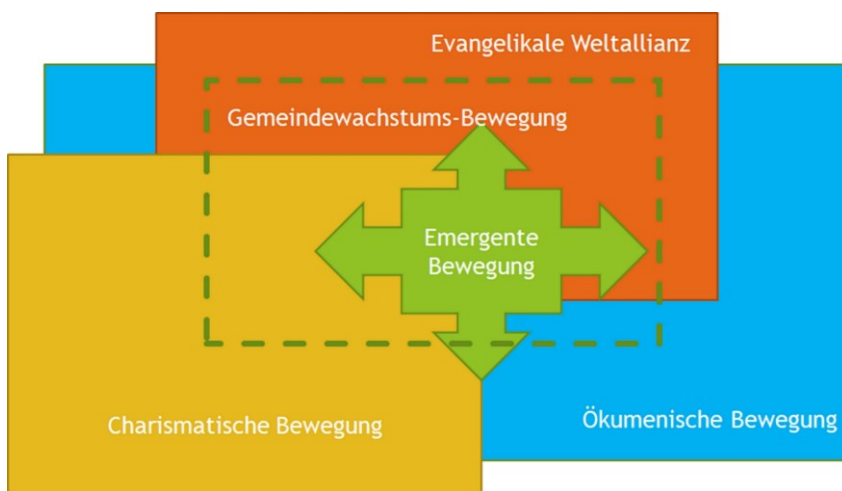 Evangelikale Weltallianz
Gemeindewachstums-Bewegung
Emergente
Bewegung
Charismatische Bewegung
Ökumenische Bewegung